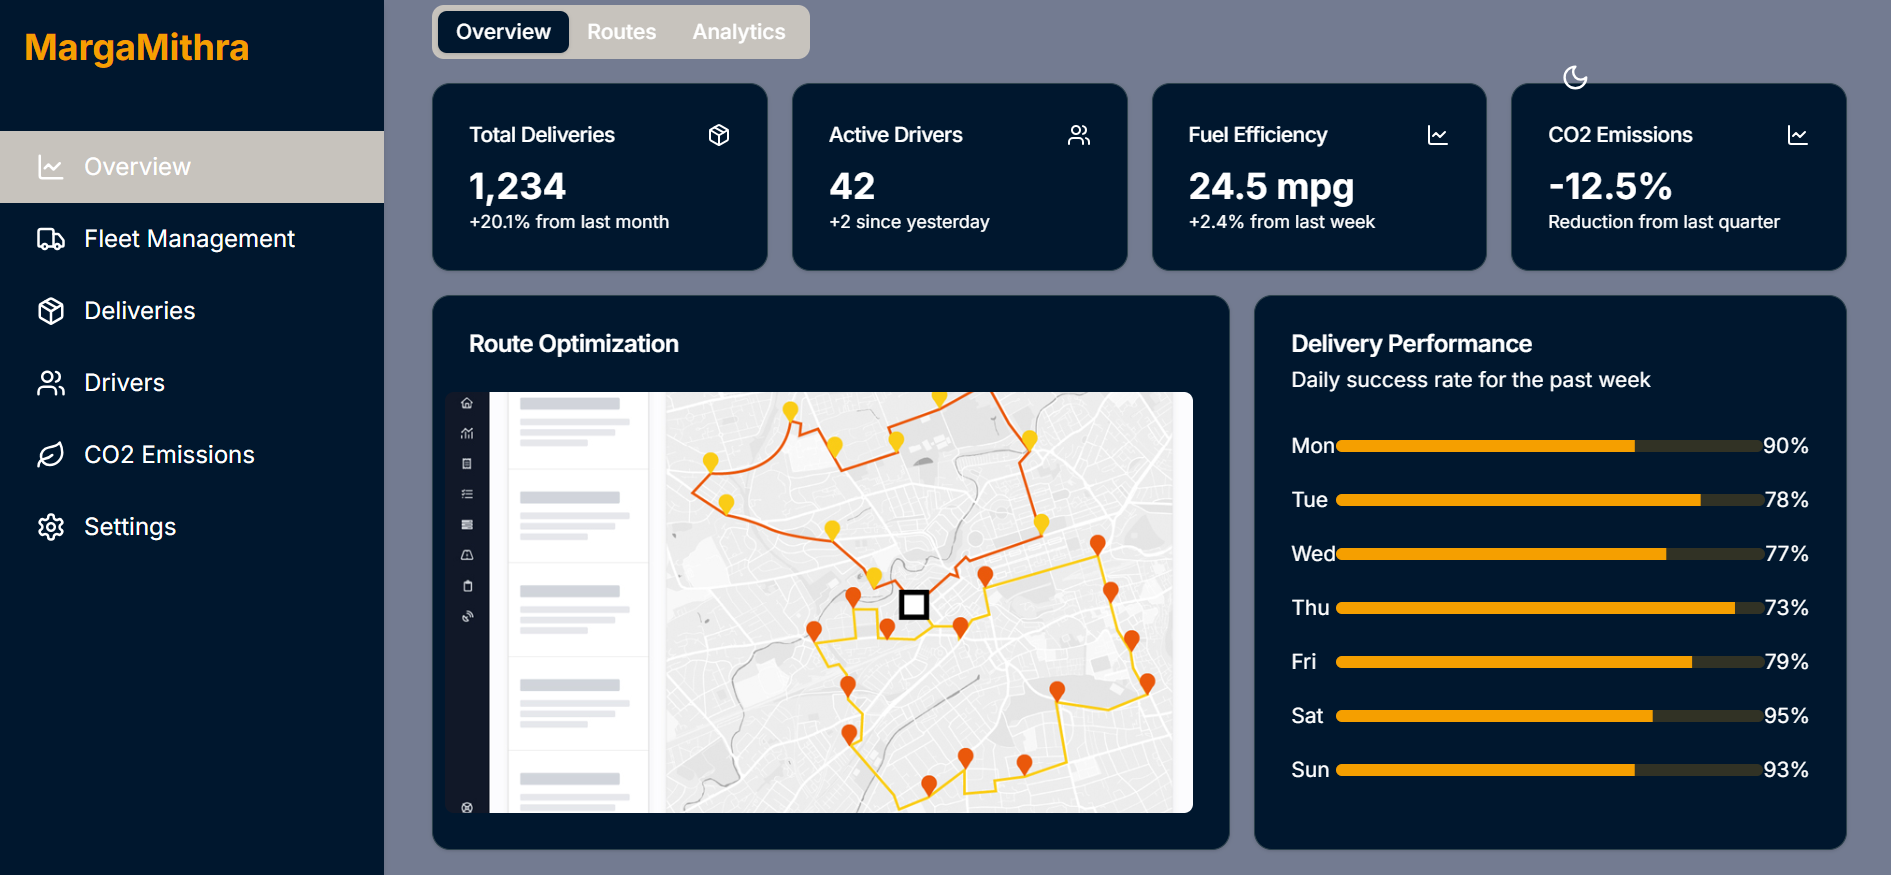 MargaMithra
Overview
Fleet Management
Deliveries
Drivers
CO2 Emissions
Settings
Overview Routes Analytics
Total Deliveries
1,234
+20.1% from last month
Active Drivers
42
+2 since yesterday
Fuel Efficiency
24.5 mpg
+2.4% from last week
CO2 Emissions
-12.5%
Reduction from last quarter
Route Optimization
Delivery Performance
Daily success rate for the past week
Mon 90%
Tue 78%
Wed 77%
Thu 73%
Fri 79%
Sat 95%
Sun 93%